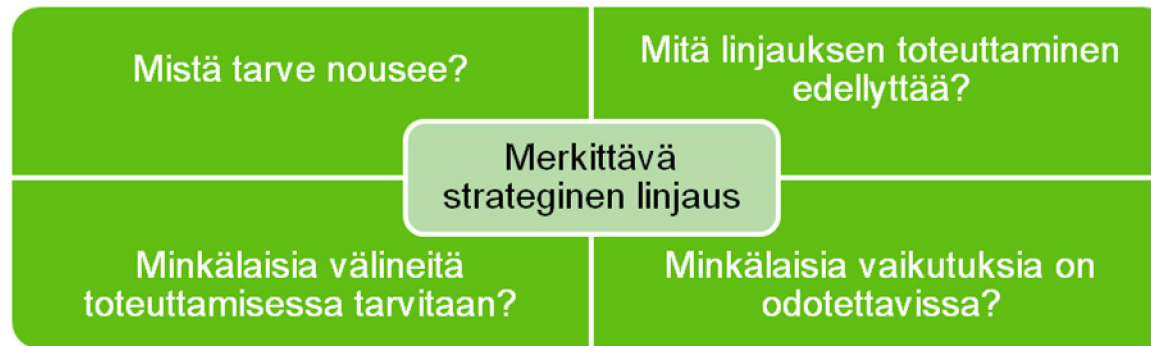 Mistä tarve nousee?
Mitä linjauksen toteuttaminen
edellyttää?
Merkittävä
strateginen linjaus
Minkälaisia välineitä
toteuttamisessa tarvitaan?
Minkälaisia vaikutuksia on
odotettavissa?